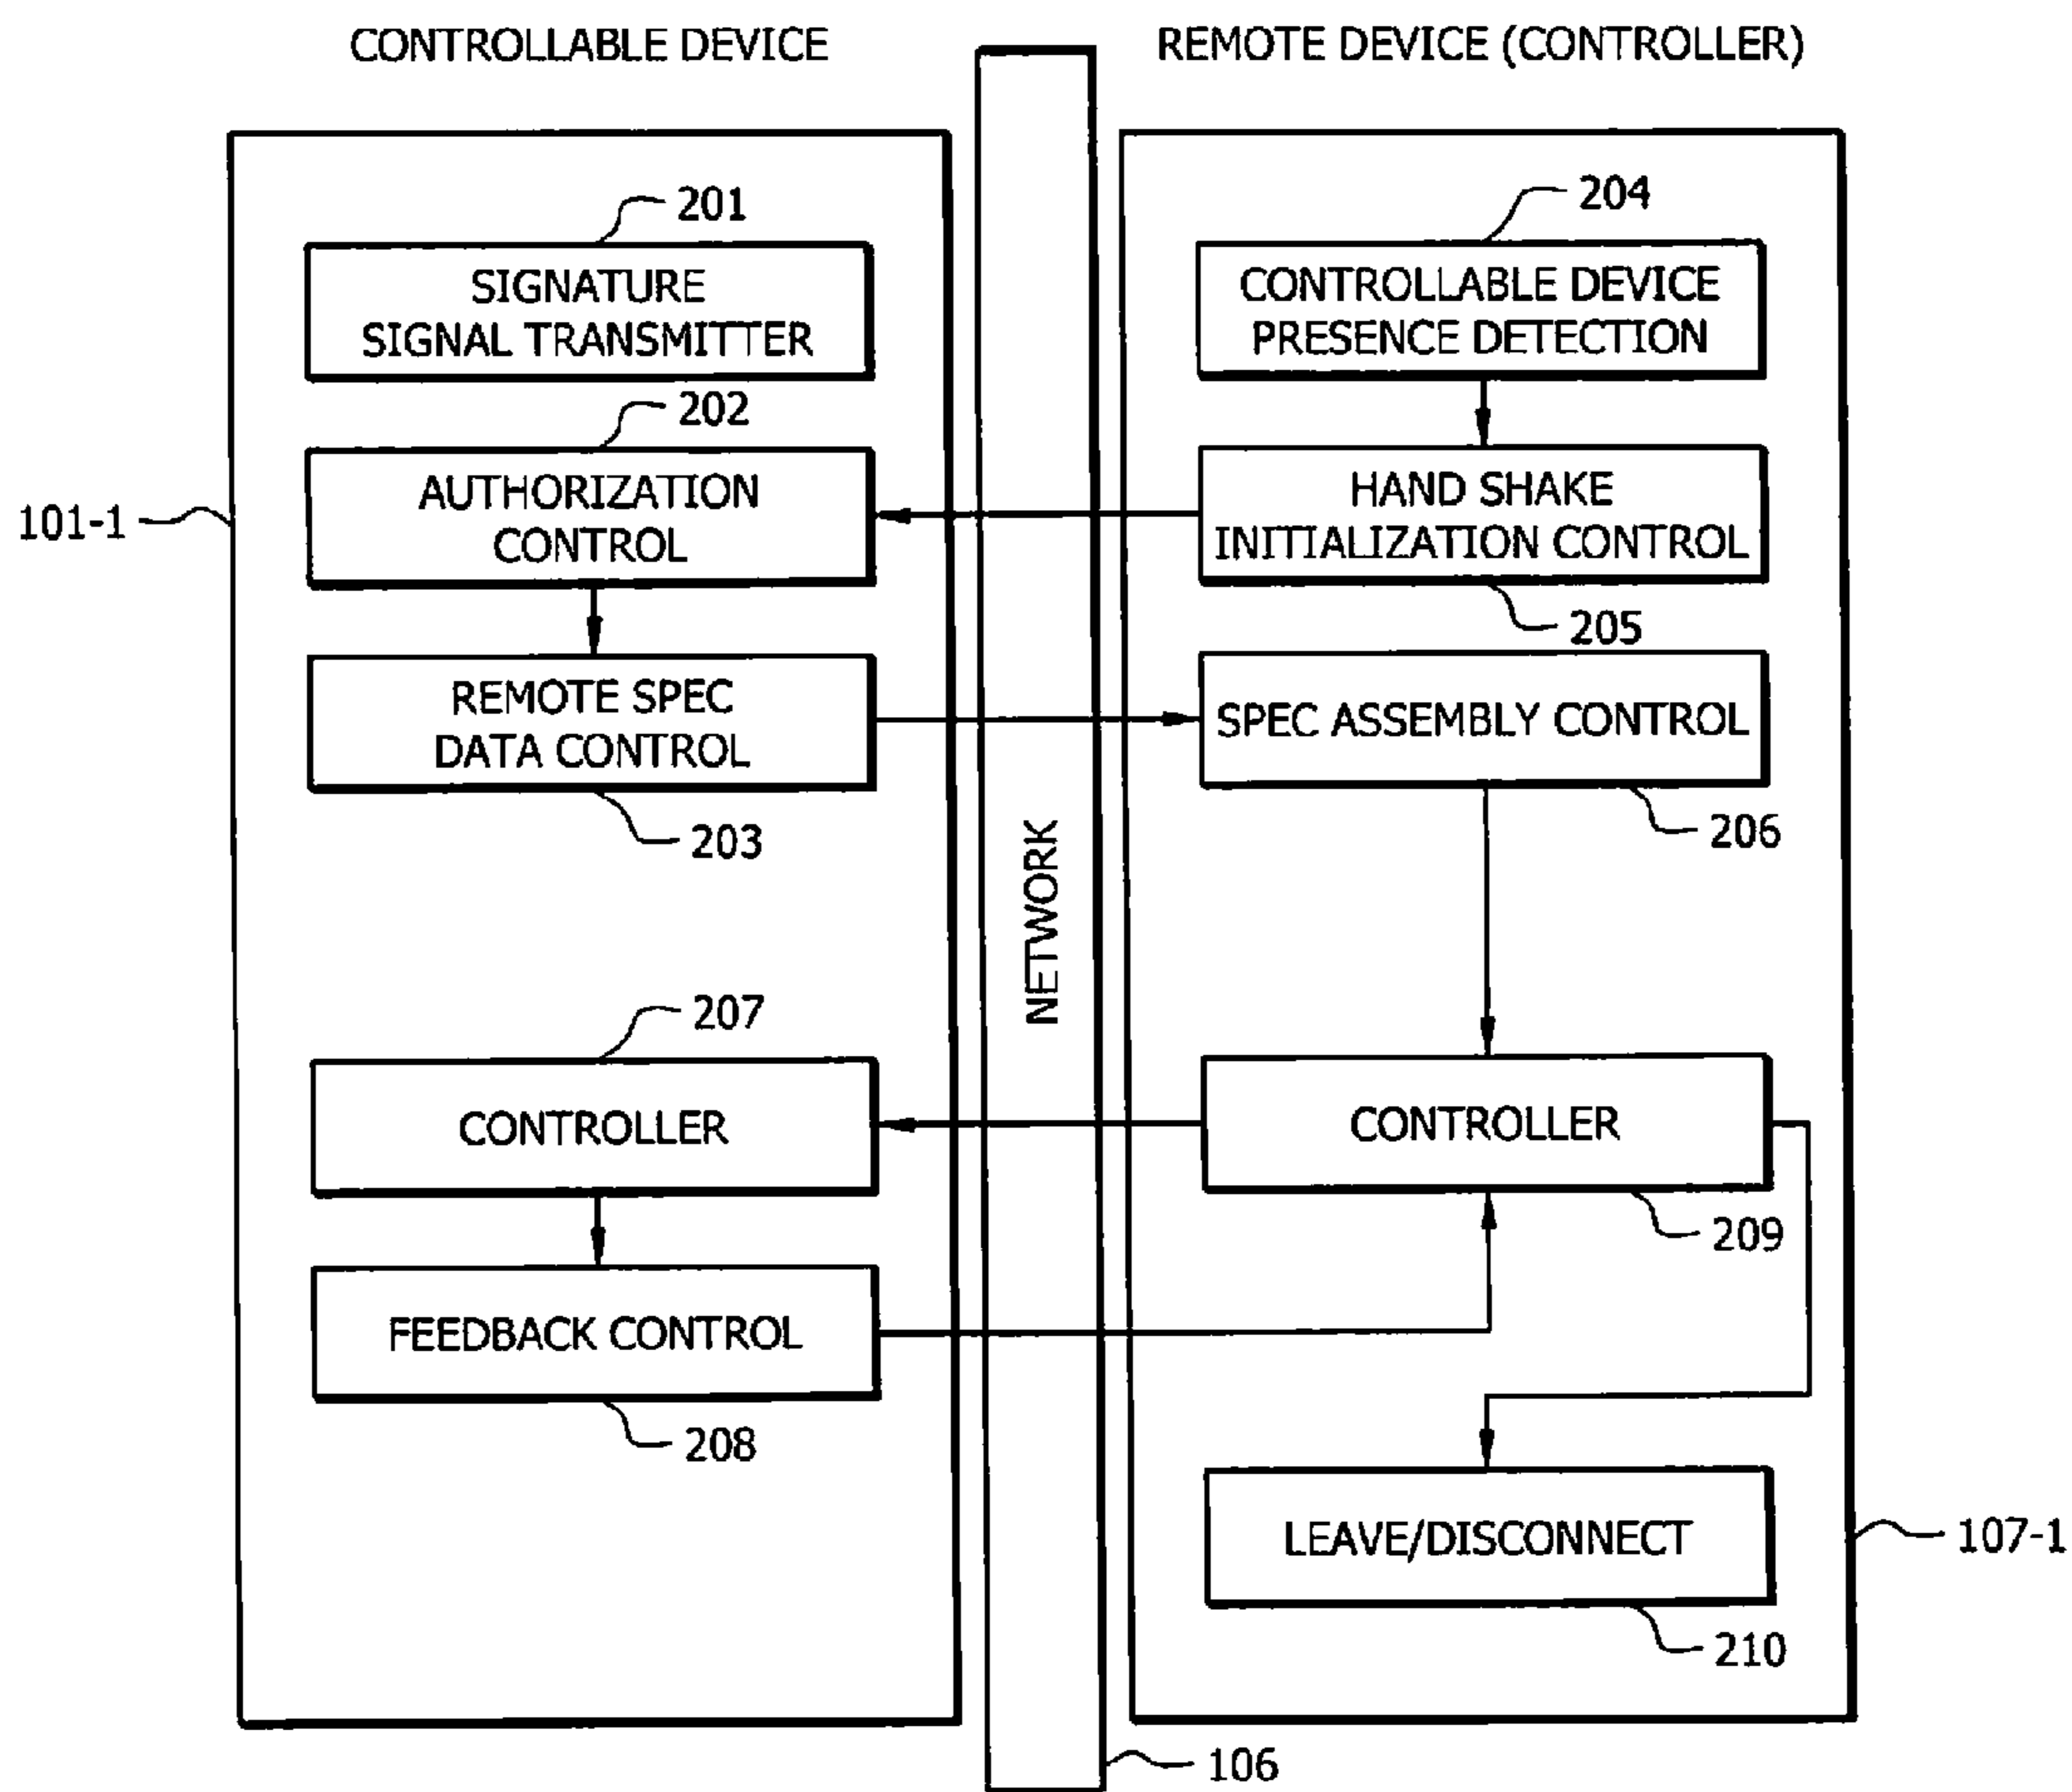 CONTROLLABLE DEVICE
REMOTE DEVICE (CONTROLLER)
201
SIGNATURE
SIGNAL TRANSMITTER
202
AUTHORIZATION
CONTROL
101-1
REMOTE SPEC
DATA CONTROL
203
207
CONTROLLER
FEEDBACK CONTROL
208
NETWORK
106
204
CONTROLLABLE DEVICE
PRESENCE DETECTION
HAND SHAKE
INITIALIZATION CONTROL
205
SPEC ASSEMBLY CONTROL
206
CONTROLLER
209
LEAVE/DISCONNECT
107-1
210